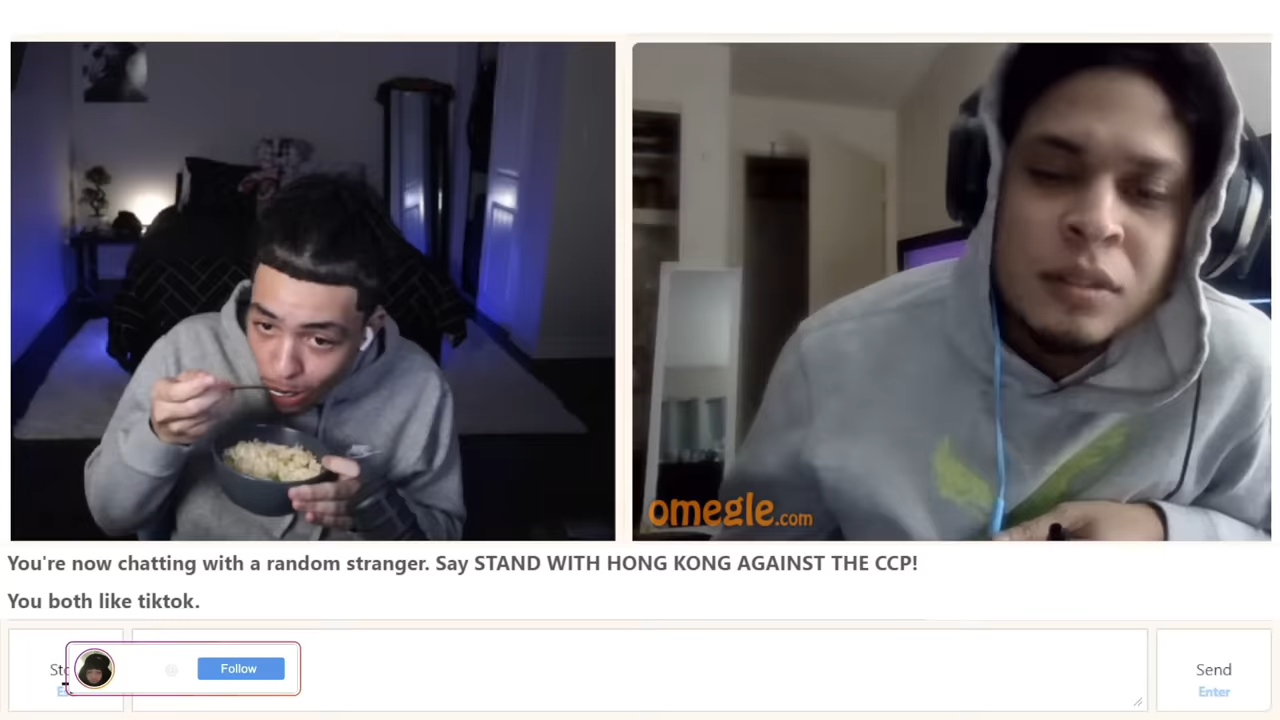 omegle.com
You're now chatting with a random stranger. Say STAND WITH HONG KONG AGAINST THE CCP!
You both like tiktok.
@
Follow
Send
Enter